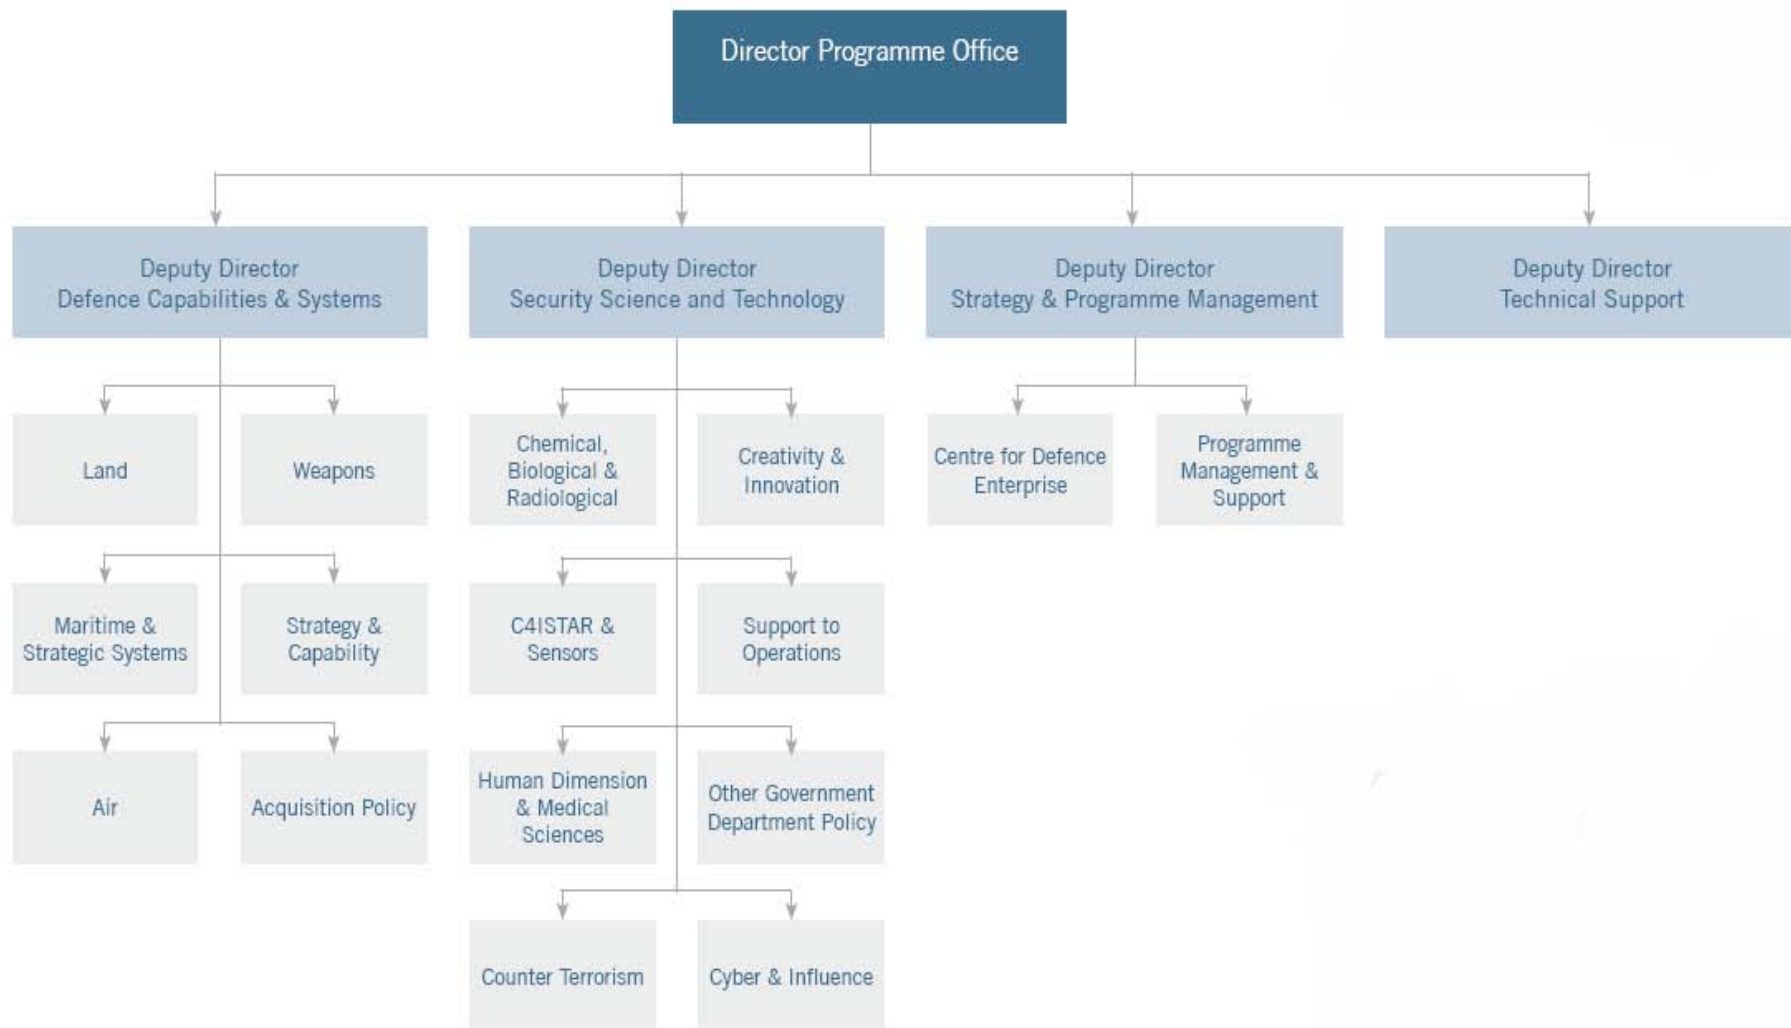 Director Programme Office
Deputy Director
Defence Capabilities & Systems
Deputy Director
Security Science and Technology
Deputy Director
Strategy & Programme Management
Deputy Director
Technical Support
Land
Weapons
Chemical,
Biological &
Radiological
Creativity &
Innovation
Centre for Defence
Enterprise
Programme
Management &
Support
Maritime &
Strategic Systems
Strategy &
Capability
C4ISTAR &
Sensors
Support to
Operations
Air
Acquisition Policy
Human Dimension
& Medical
Sciences
Other Government
Department Policy
Counter Terrorism
Cyber & Influence